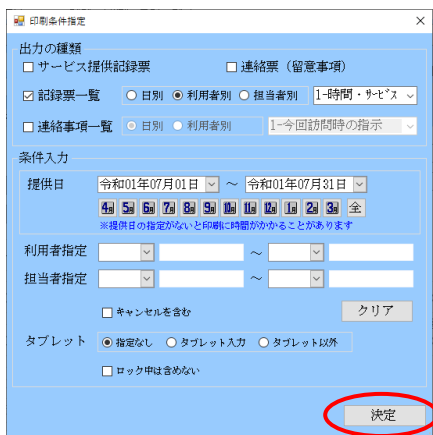 印刷条件指定
出力の種類
サービス提供記録票 連絡票（留意事項）
記録票一覧 日別 利用者別 担当者別 1-時間・ｻｰﾋﾞｽ
連絡事項一覧 日別 利用者別 1-今回訪問時の指示
条件入力
提供日 令和01年07月01日 ～ 令和01年07月31日
4月 5月 6月 7月 8月 9月 10月 11月 12月 1月 2月 3月 全
※提供日の指定がないと印刷に時間がかかることがあります
利用者指定 ～
担当者指定 ～
キャンセルを含む クリア
タブレット 指定なし タブレット入力 タブレット以外
ロック中は含めない
決定